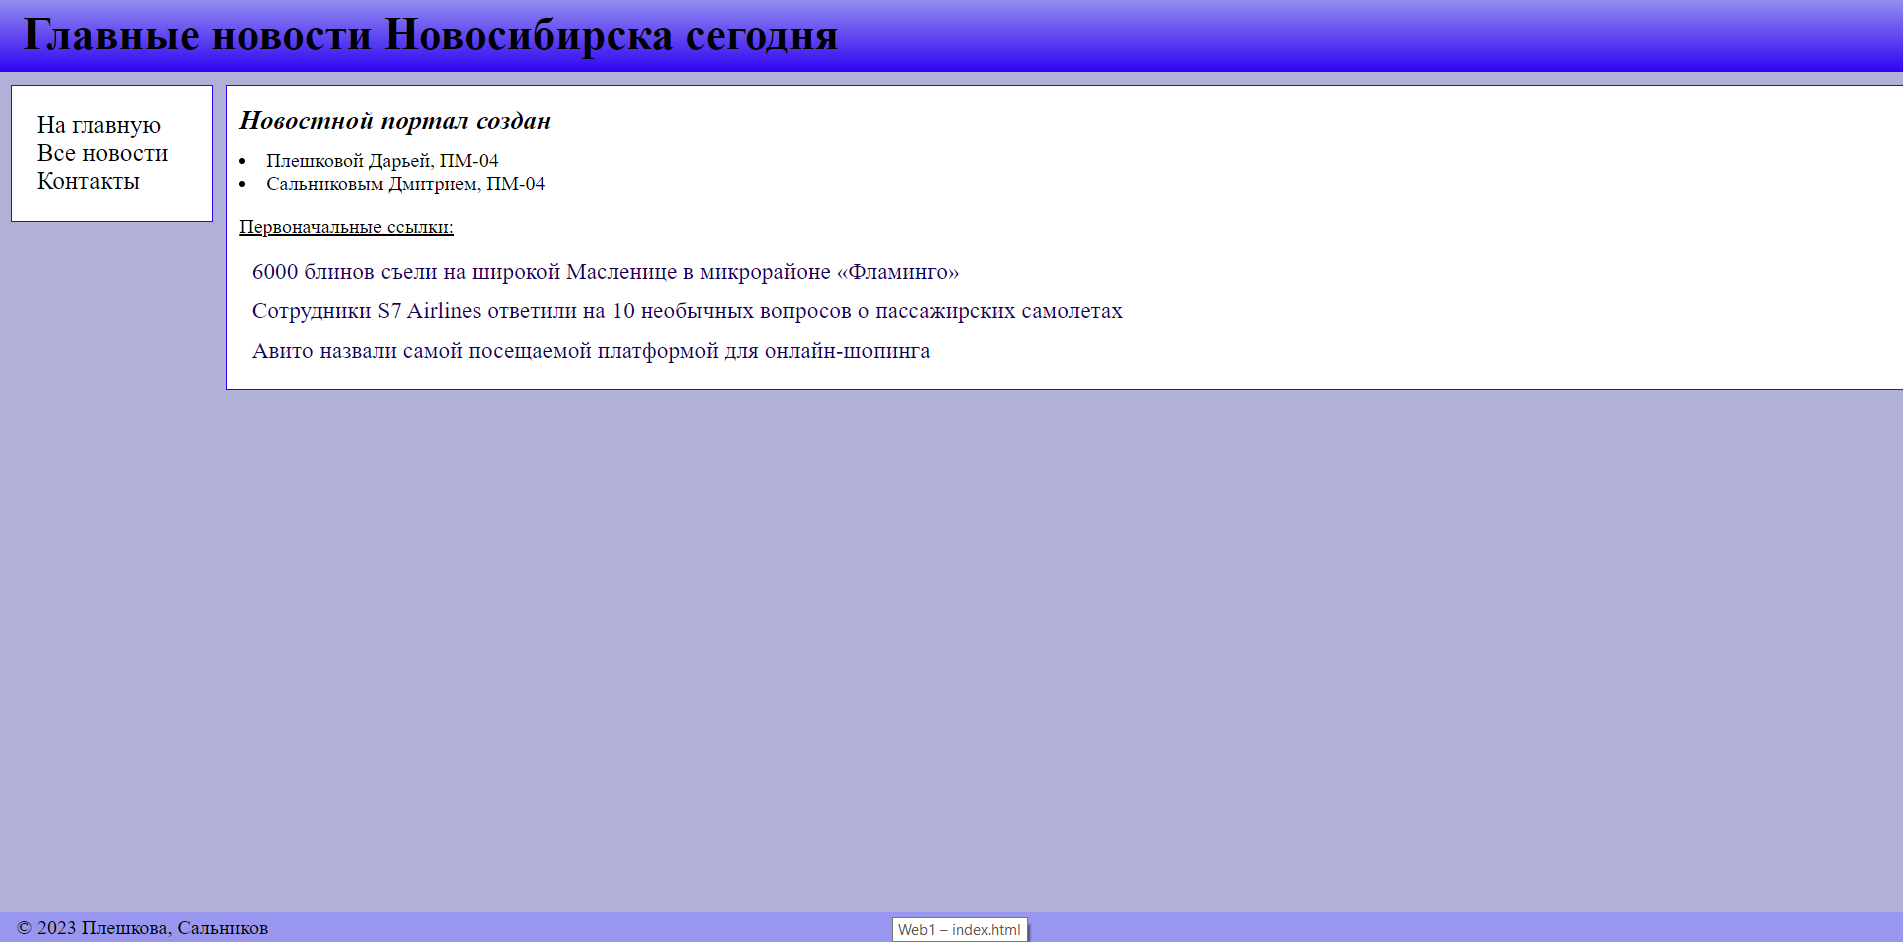 Главные новости Новосибирска сегодня
На главную
Все новости
Контакты
Новостной портал создан
• Плешковой Дарьей, ПМ-04
• Сальниковым Дмитрием, ПМ-04
Первоначальные ссылки:
6000 блинов съели на широкой Масленице в микрорайоне «Фламинго»
Сотрудники S7 Airlines ответили на 10 необычных вопросов о пассажирских самолетах
Авито назвали самой посещаемой платформой для онлайн-шопинга
© 2023 Плешкова, Сальников
Web1 – index.html